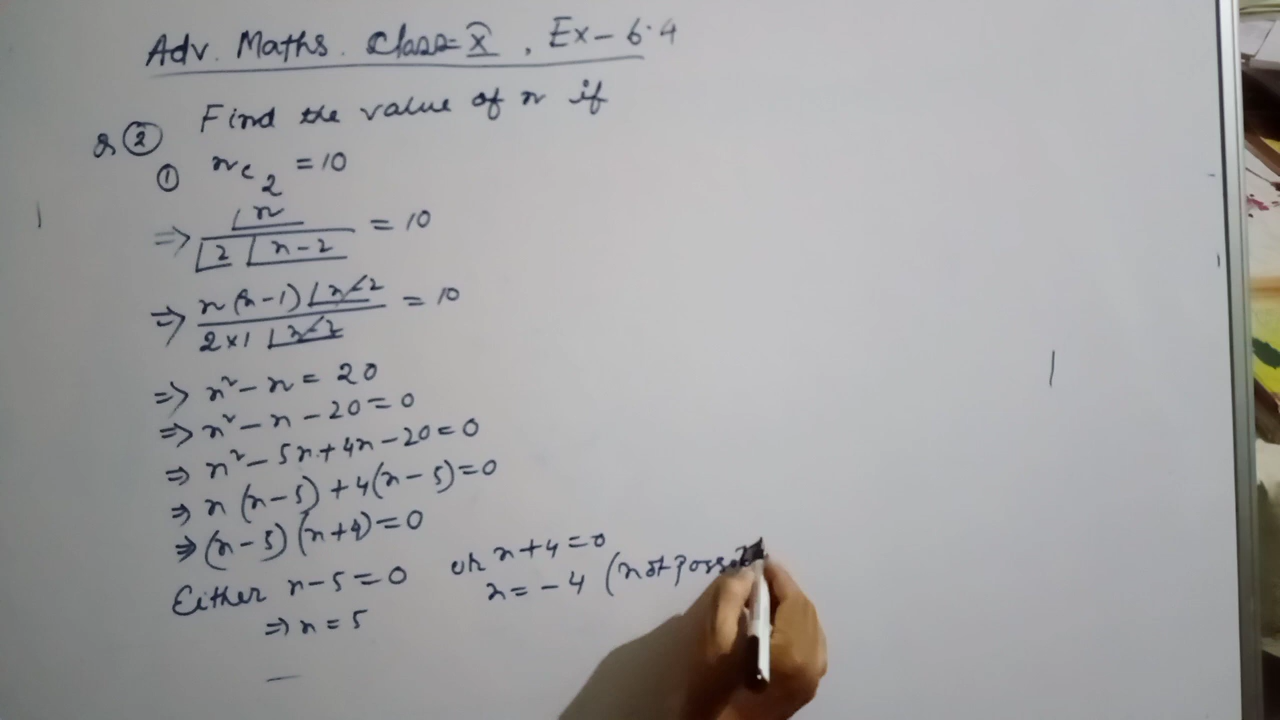 Adv. Maths. Class-X, Ex-6.4
Q ② Find the value of n if
① nc2 = 10
=> ⌊n / ⌊2 ⌊n-2 = 10
=> n(n-1)⌊n-2 / 2×1 ⌊n-2 = 10
=> n²-n = 20
=> n²-n-20=0
=> n²-5n+4n-20=0
=> n(n-5)+4(n-5)=0
=> (n-5)(n+4)=0
Either n-5=0 or n+4=0
=> n=5 n=-4 (not